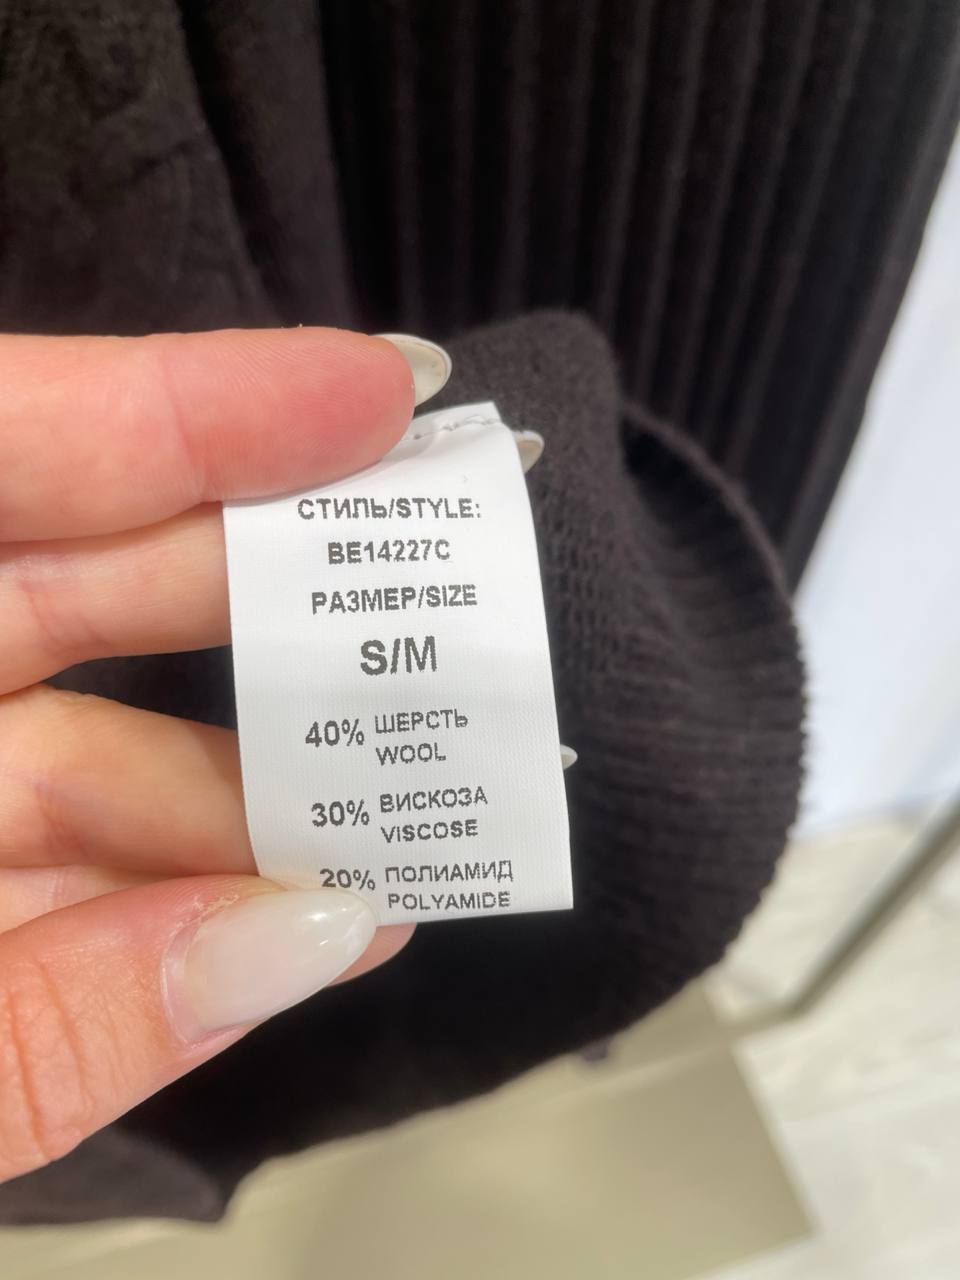 СТИЛЬ/STYLE:
BE14227C
РАЗМЕР/SIZE
S/M
40% ШЕРСТЬ
WOOL
30% ВИСКОЗА
VISCOSE
20% ПОЛИАМИД
POLYAMIDE